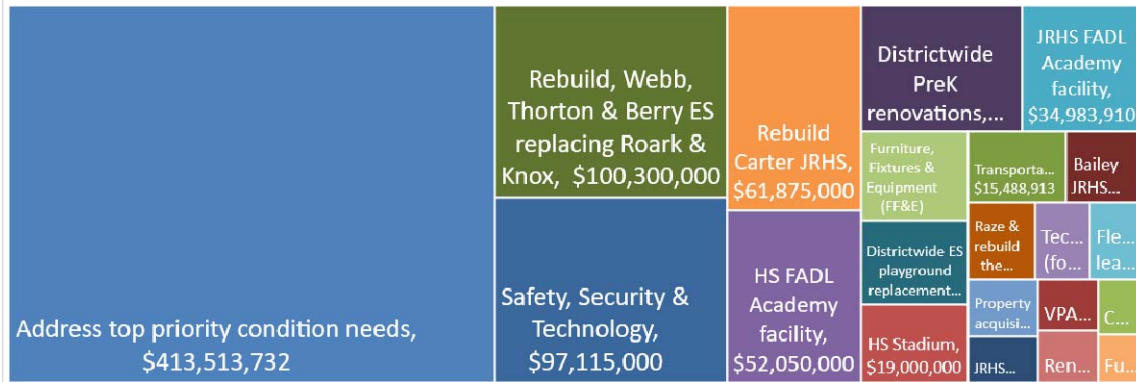 Address top priority condition needs,
$413,513,732
Rebuild, Webb,
Thorton & Berry ES
replacing Roark &
Knox, $100,300,000
Safety, Security &
Technology,
$97,115,000
Rebuild
Carter JRHS,
$61,875,000
HS FADL
Academy
facility,
$52,050,000
Districtwide
PreK
renovations,...
JRHS FADL
Academy
facility,
$34,983,910
Furniture,
Fixtures &
Equipment
(FF&E)
Districtwide ES
playground
replacement...
HS Stadium,
$19,000,000
Transporta...
$15,488,913
Bailey
JRHS...
Raze &
rebuild
the...
Tec...
(fo...
Fle...
lea...
Property
acquisi...
VPA...
C...
JRHS...
Ren...
Fu...